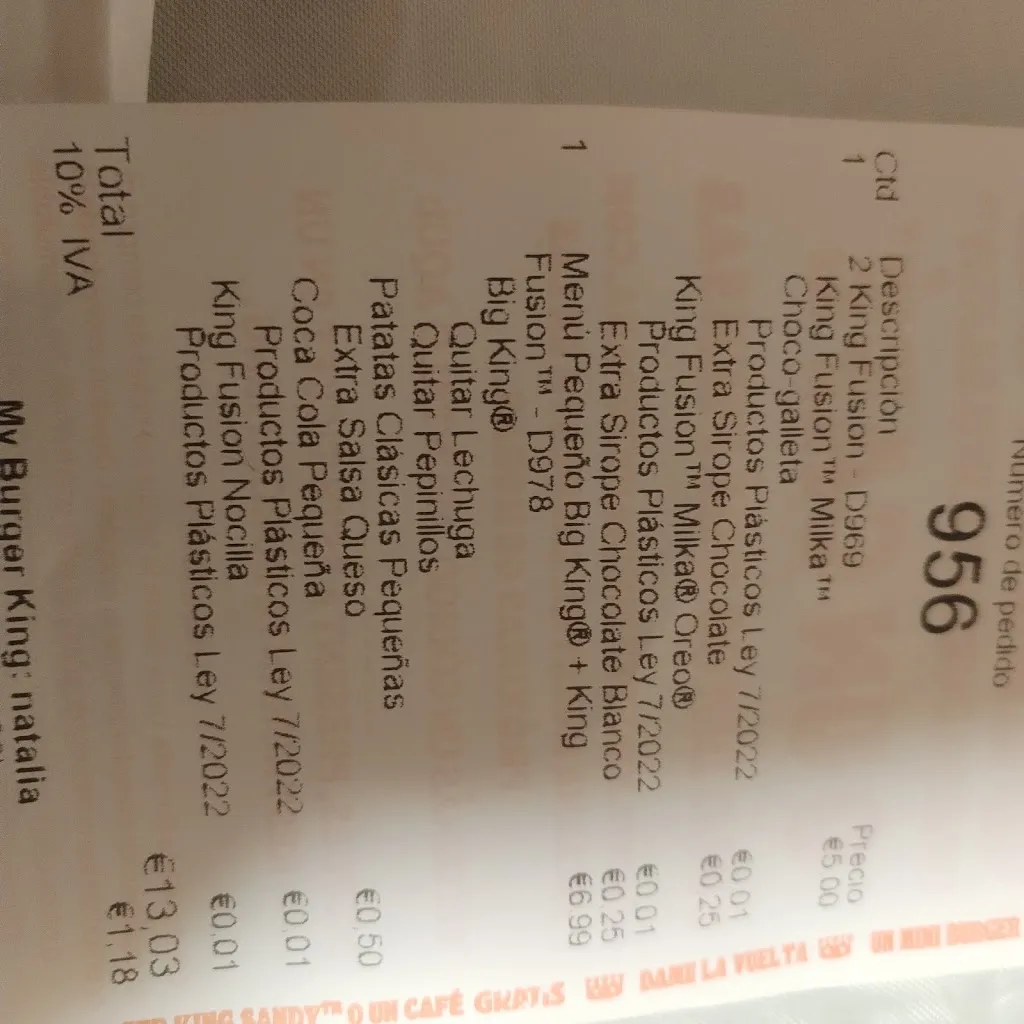 Número de pedido
956
Ctd Descripción Precio
1 2 King Fusion - D969 €5.00
King Fusion™ Milka™
Choco-galleta
Productos Plásticos Ley 7/2022 €0.01
Extra Sirope Chocolate €0.25
King Fusion™ Milka® Oreo®
Productos Plásticos Ley 7/2022 €0.01
Extra Sirope Chocolate Blanco €0.25
1 Menú Pequeño Big King® + King €6.99
Fusion™ - D978
Big King®
Quitar Lechuga
Quitar Pepinillos
Patatas Clásicas Pequeñas
Extra Salsa Queso €0,50
Coca Cola Pequeña
Productos Plásticos Ley 7/2022 €0.01
King Fusion Nocilla
Productos Plásticos Ley 7/2022 €0.01
Total €13,03
10% IVA €1,18
My Burger King: natalia
KING SANDY™ O UN CAFÉ GRATIS DAME LA VUELTA UN MINI BURGER